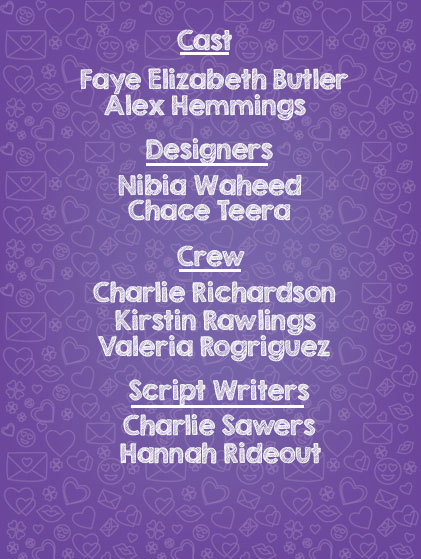 Cast
Faye Elizabeth Butler
Alex Hemmings
Designers
Nibia Waheed
Chace Teera
Crew
Charlie Richardson
Kirstin Rawlings
Valeria Rogriguez
Script Writers
Charlie Sawers
Hannah Rideout